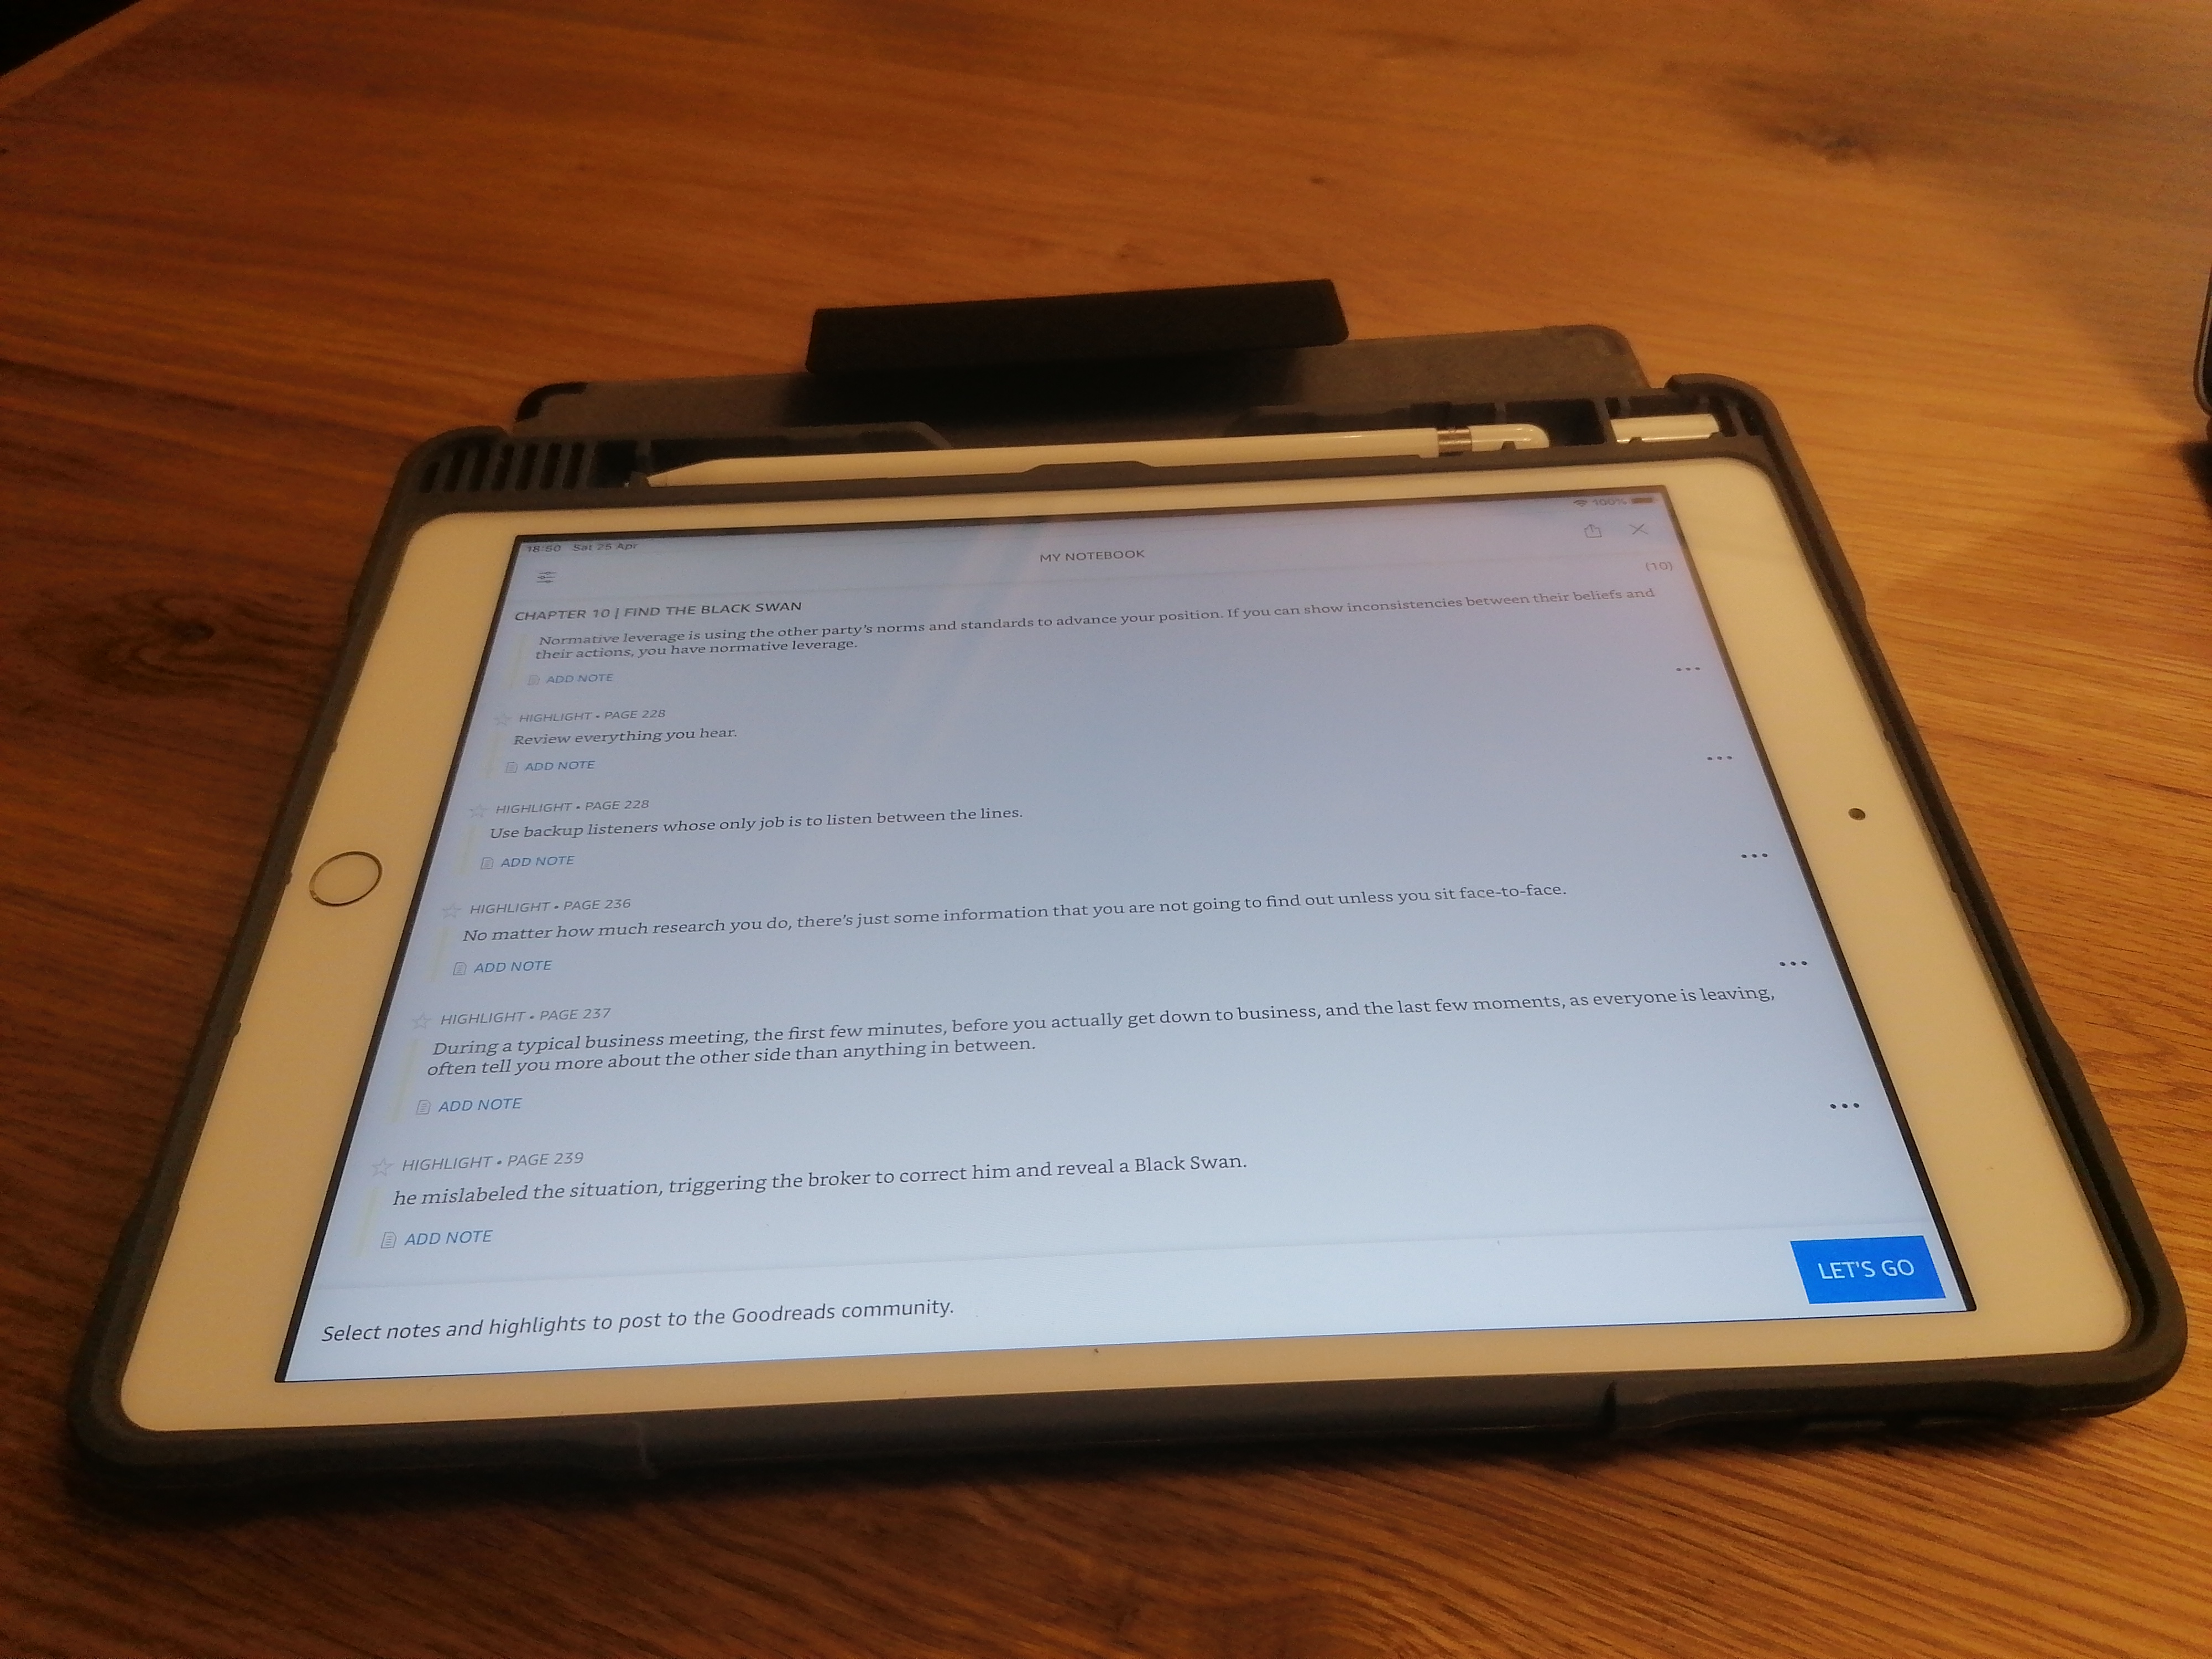 18:50 Sat 25 Apr
100%
MY NOTEBOOK
CHAPTER 10 | FIND THE BLACK SWAN
(10)
Normative leverage is using the other party's norms and standards to advance your position. If you can show inconsistencies between their beliefs and
their actions, you have normative leverage.
ADD NOTE
HIGHLIGHT • PAGE 228
Review everything you hear.
ADD NOTE
HIGHLIGHT • PAGE 228
Use backup listeners whose only job is to listen between the lines.
ADD NOTE
HIGHLIGHT • PAGE 236
No matter how much research you do, there's just some information that you are not going to find out unless you sit face-to-face.
ADD NOTE
HIGHLIGHT • PAGE 237
During a typical business meeting, the first few minutes, before you actually get down to business, and the last few moments, as everyone is leaving,
often tell you more about the other side than anything in between.
ADD NOTE
HIGHLIGHT • PAGE 239
he mislabeled the situation, triggering the broker to correct him and reveal a Black Swan.
ADD NOTE
Select notes and highlights to post to the Goodreads community.
LET'S GO